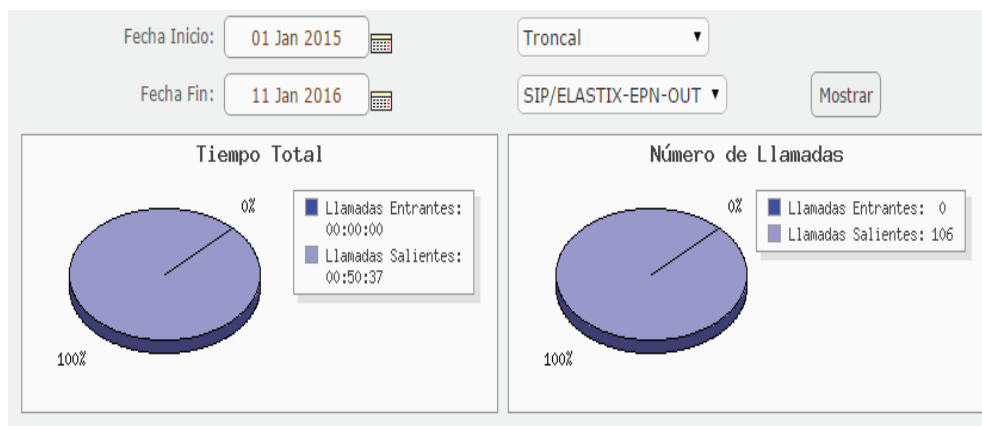 Fecha Inicio: 01 Jan 2015 Troncal
Fecha Fin: 11 Jan 2016 SIP/ELASTIX-EPN-OUT Mostrar
Tiempo Total
0%
Llamadas Entrantes:
00:00:00
Llamadas Salientes:
00:50:37
100%
Número de Llamadas
0%
Llamadas Entrantes: 0
Llamadas Salientes: 106
100%